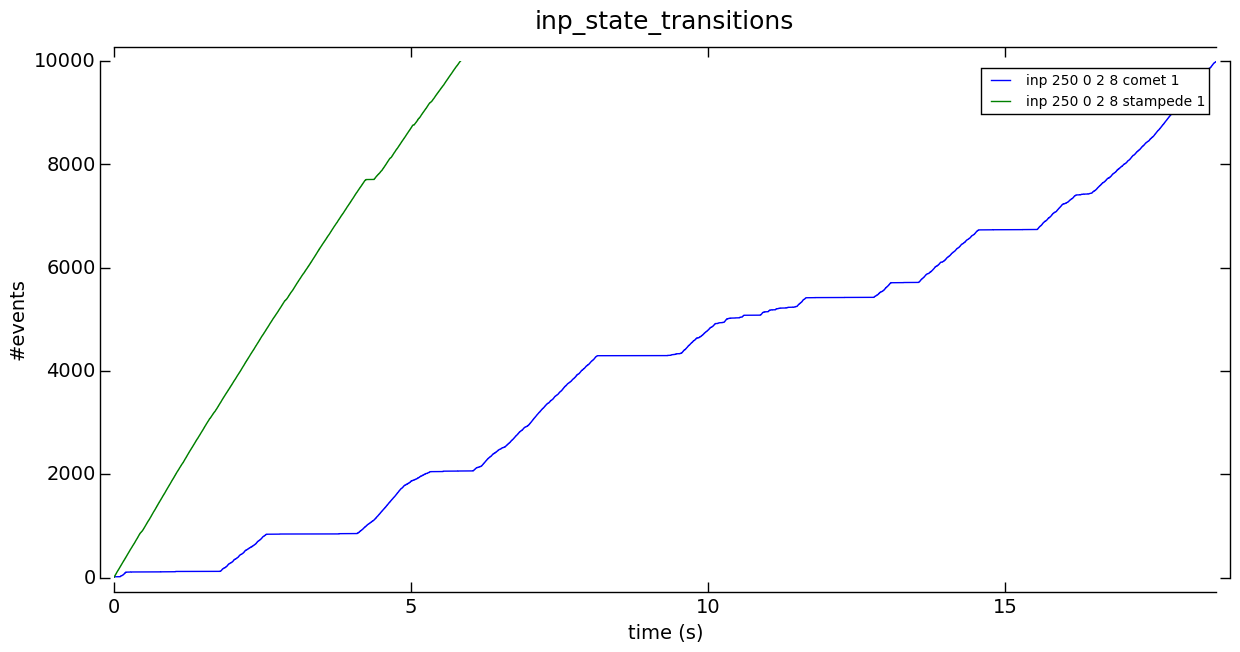 inp_state_transitions
10000
8000
6000
4000
2000
0
#events
inp 250 0 2 8 comet 1
inp 250 0 2 8 stampede 1
0 5 10 15
time (s)